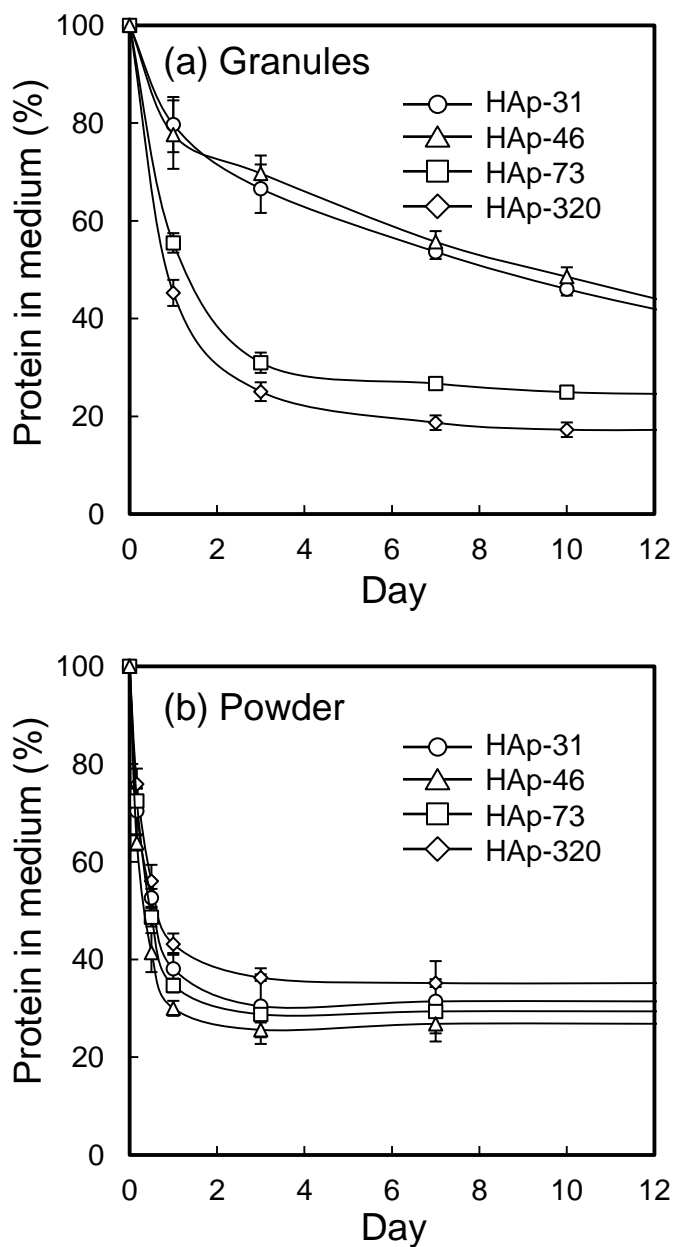 (a) Granules
Protein in medium (%)
100
80
60
40
20
0
HAp-31
HAp-46
HAp-73
HAp-320
0 2 4 6 8 10 12
Day
(b) Powder
Protein in medium (%)
100
80
60
40
20
0
HAp-31
HAp-46
HAp-73
HAp-320
0 2 4 6 8 10 12
Day